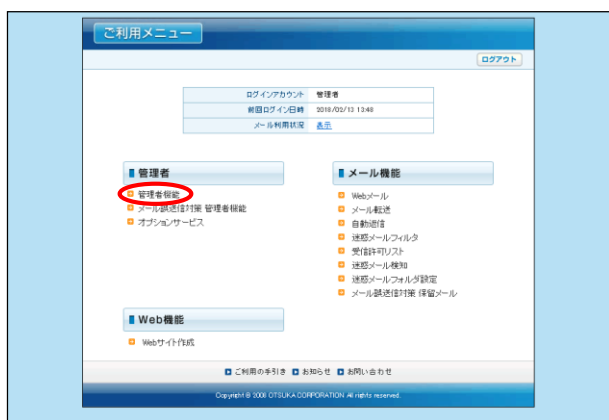 ご利用メニュー
ログアウト
ログインアカウント 管理者
前回ログイン日時 2018/02/13 13:48
メール利用状況 表示
管理者
管理者機能
メール誤送信対策 管理者機能
オプションサービス
メール機能
Webメール
メール転送
自動返信
迷惑メールフィルタ
受信許可リスト
迷惑メール検知
迷惑メールフォルダ設定
メール誤送信対策 保留メール
Web機能
Webサイト作成
ご利用の手引き お知らせ お問い合わせ
Copyright © 2008 OTSUKA CORPORATION All rights reserved.